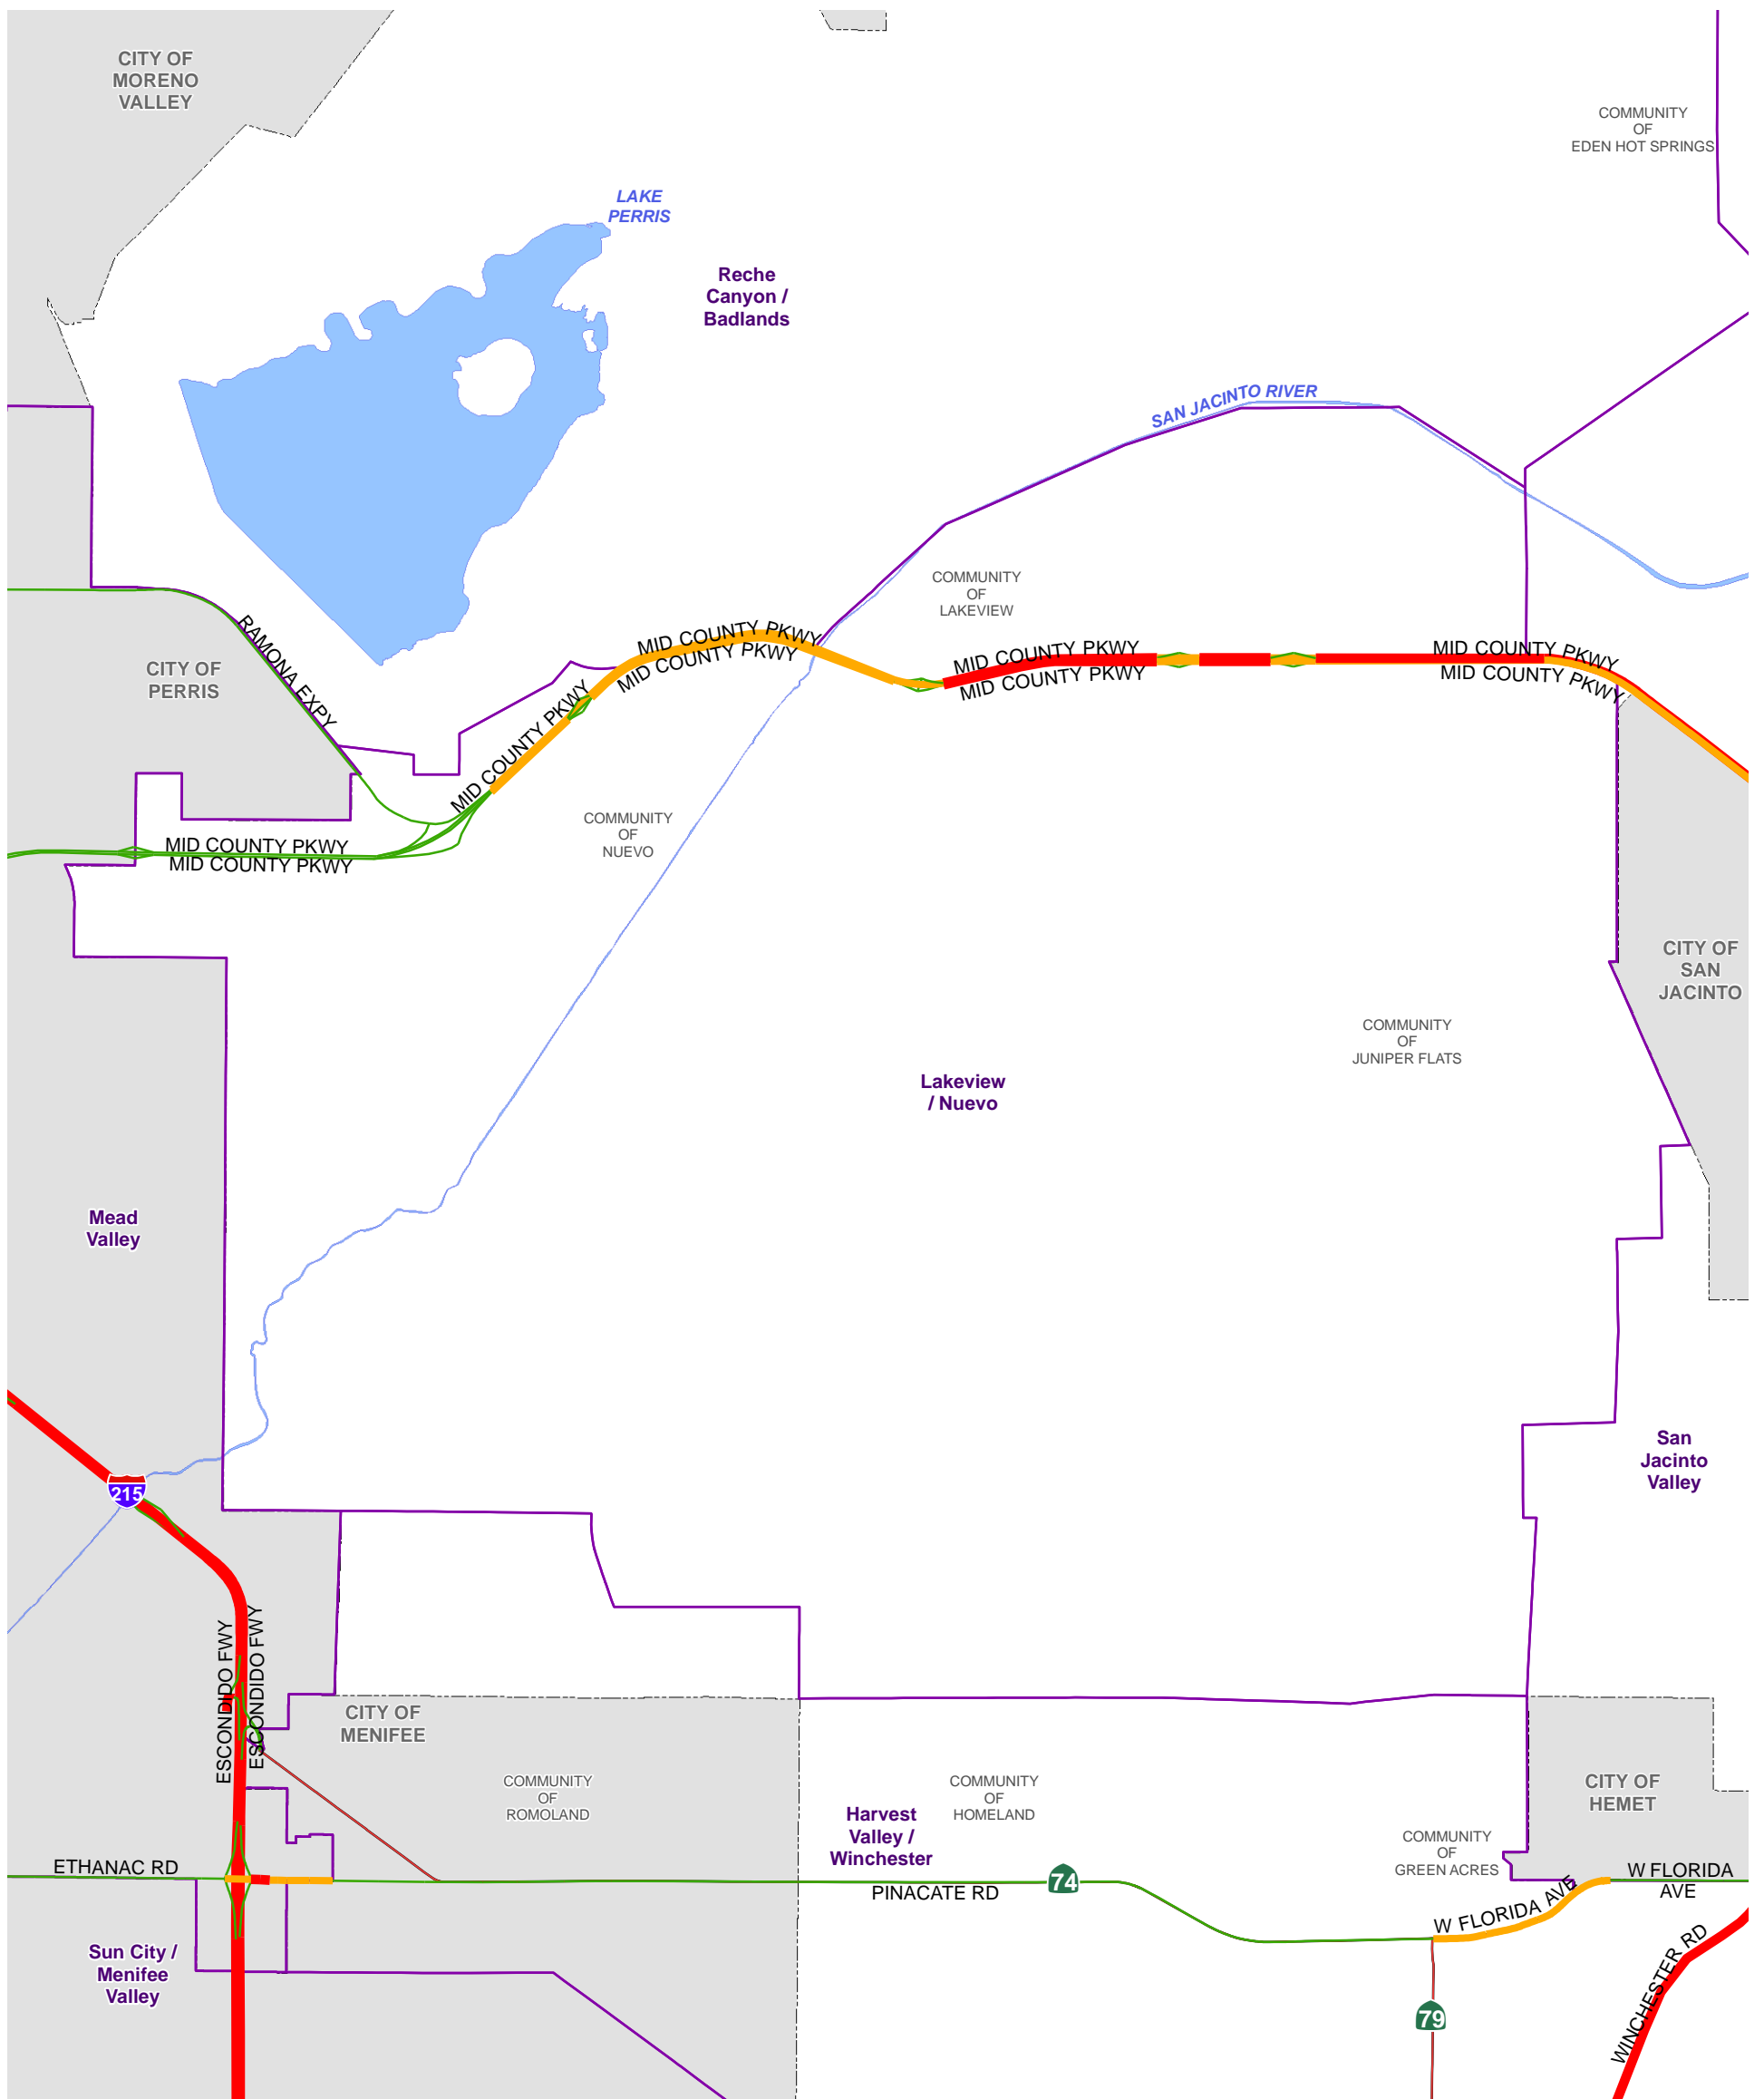 CITY OF
MORENO
VALLEY
COMMUNITY
OF
EDEN HOT SPRINGS
LAKE
PERRIS
Reche
Canyon /
Badlands
SAN JACINTO RIVER
COMMUNITY
OF
LAKEVIEW
RAMONA EXPY
CITY OF
PERRIS
MID COUNTY PKWY
MID COUNTY PKWY
MID COUNTY PKWY
MID COUNTY PKWY
MID COUNTY PKWY
MID COUNTY PKWY
MID COUNTY PKWY
COMMUNITY
OF
NUEVO
MID COUNTY PKWY
MID COUNTY PKWY
CITY OF
SAN
JACINTO
COMMUNITY
OF
JUNIPER FLATS
Lakeview
/ Nuevo
Mead
Valley
San
Jacinto
Valley
215
ESCONDIDO FWY
ESCONDIDO FWY
CITY OF
MENIFEE
COMMUNITY
OF
ROMOLAND
COMMUNITY
OF
HOMELAND
Harvest
Valley /
Winchester
CITY OF
HEMET
COMMUNITY
OF
GREEN ACRES
ETHANAC RD
74
PINACATE RD
W FLORIDA AVE
W FLORIDA
AVE
Sun City /
Menifee
Valley
79
WINCHESTER RD